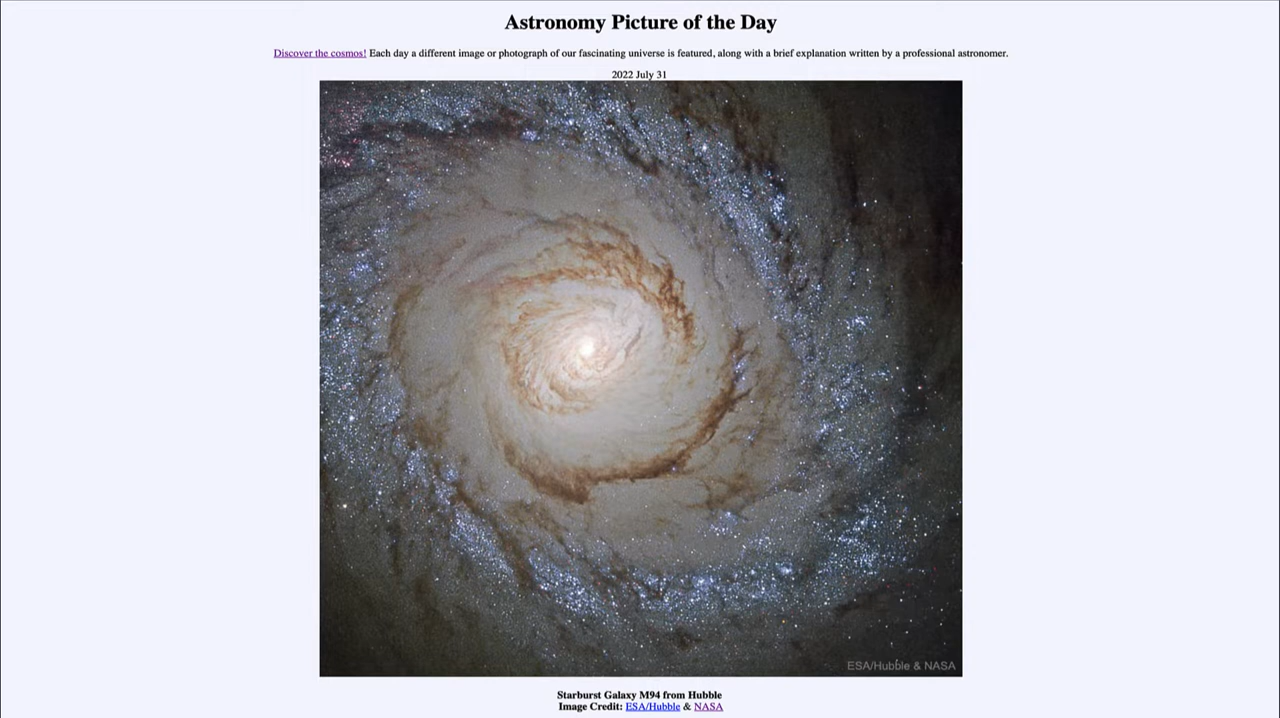 Astronomy Picture of the Day
Discover the cosmos! Each day a different image or photograph of our fascinating universe is featured, along with a brief explanation written by a professional astronomer.
2022 July 31
ESA/Hubble & NASA
Starburst Galaxy M94 from Hubble
Image Credit: ESA/Hubble & NASA